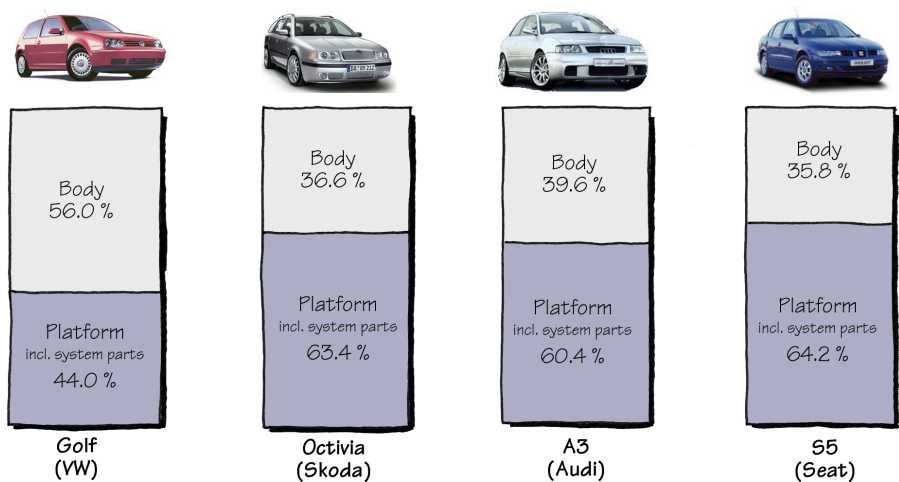 Body
56.0 %
Platform
incl. system parts
44.0 %
Golf
(VW)
Body
36.6 %
Platform
incl. system parts
63.4 %
Octivia
(Skoda)
Body
39.6 %
Platform
incl. system parts
60.4 %
A3
(Audi)
Body
35.8 %
Platform
incl. system parts
64.2 %
S5
(Seat)